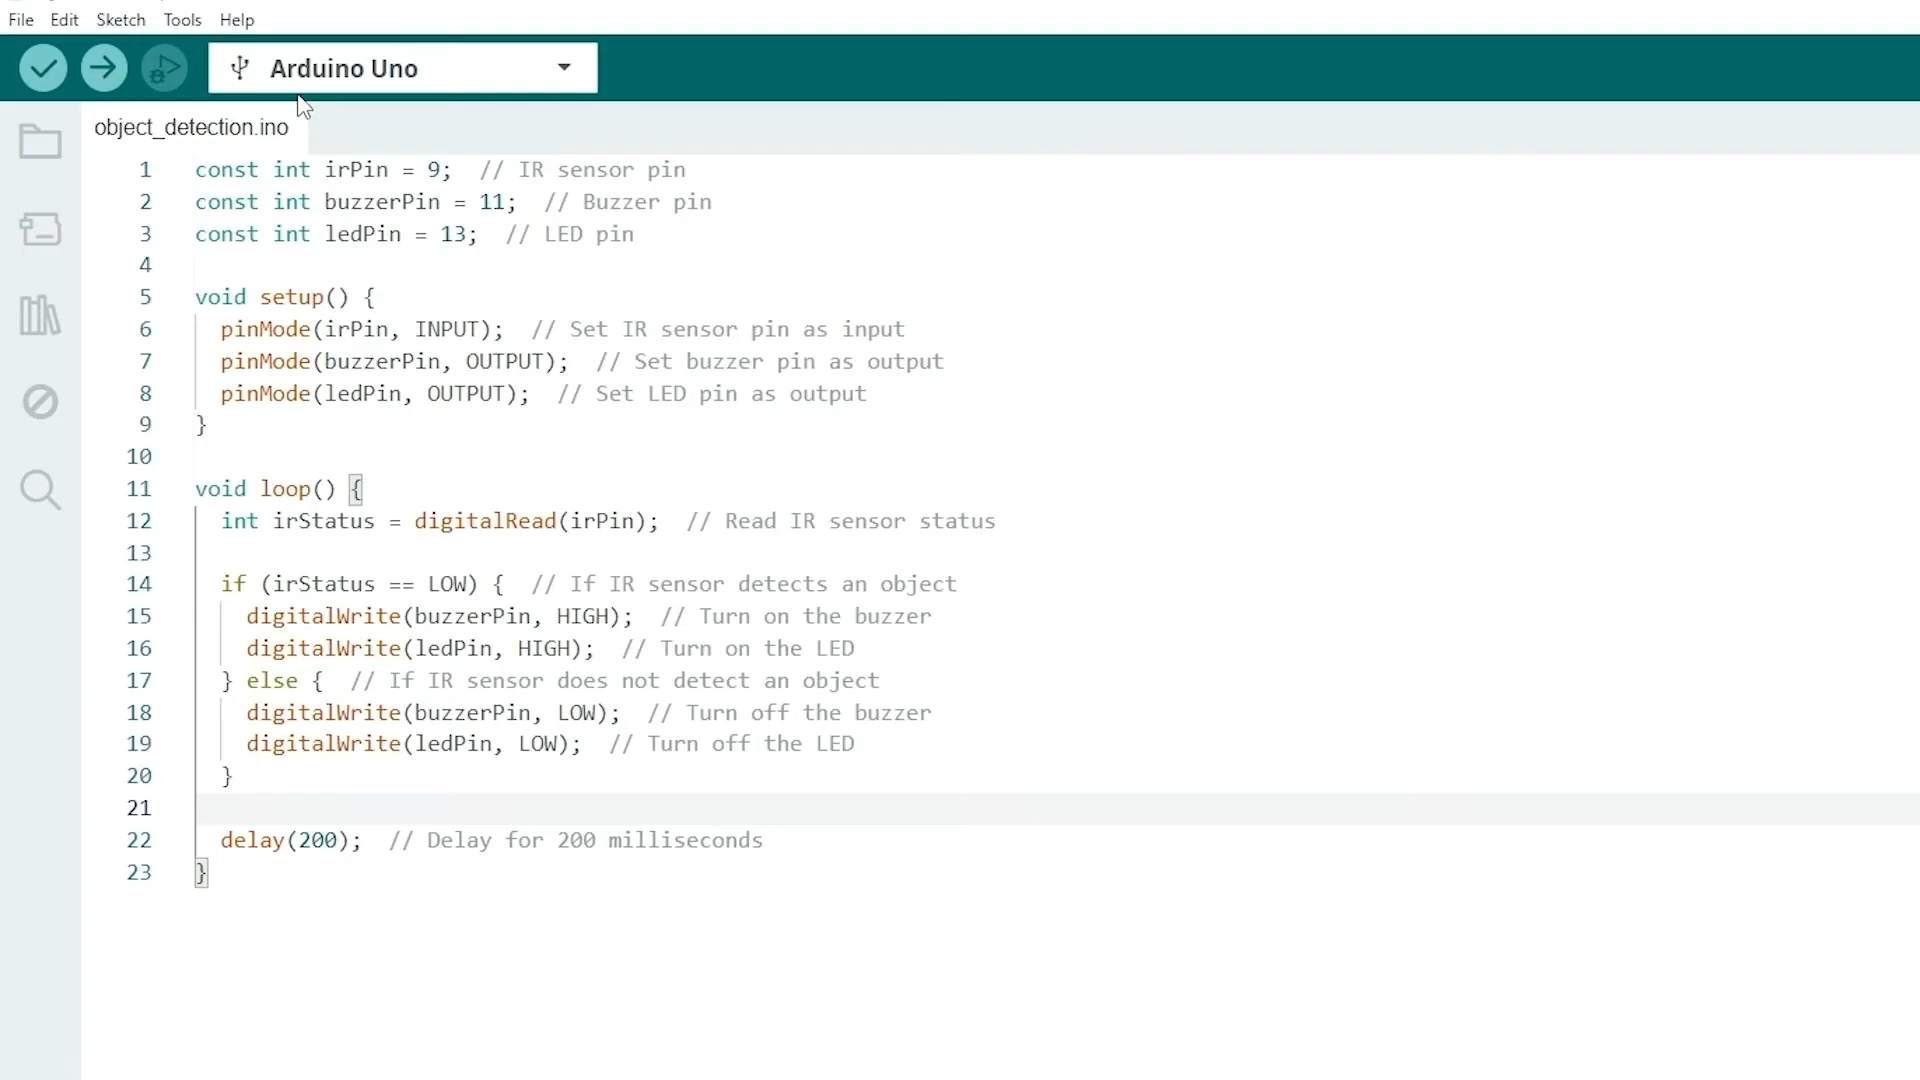 File Edit Sketch Tools Help
Arduino Uno
object_detection.ino
1 const int irPin = 9;  // IR sensor pin
2 const int buzzerPin = 11;  // Buzzer pin
3 const int ledPin = 13;  // LED pin
4
5 void setup() {
6   pinMode(irPin, INPUT);  // Set IR sensor pin as input
7   pinMode(buzzerPin, OUTPUT);  // Set buzzer pin as output
8   pinMode(ledPin, OUTPUT);  // Set LED pin as output
9 }
10
11 void loop() {
12   int irStatus = digitalRead(irPin);  // Read IR sensor status
13
14   if (irStatus == LOW) {  // If IR sensor detects an object
15     digitalWrite(buzzerPin, HIGH);  // Turn on the buzzer
16     digitalWrite(ledPin, HIGH);  // Turn on the LED
17   } else {  // If IR sensor does not detect an object
18     digitalWrite(buzzerPin, LOW);  // Turn off the buzzer
19     digitalWrite(ledPin, LOW);  // Turn off the LED
20   }
21
22   delay(200);  // Delay for 200 milliseconds
23 }